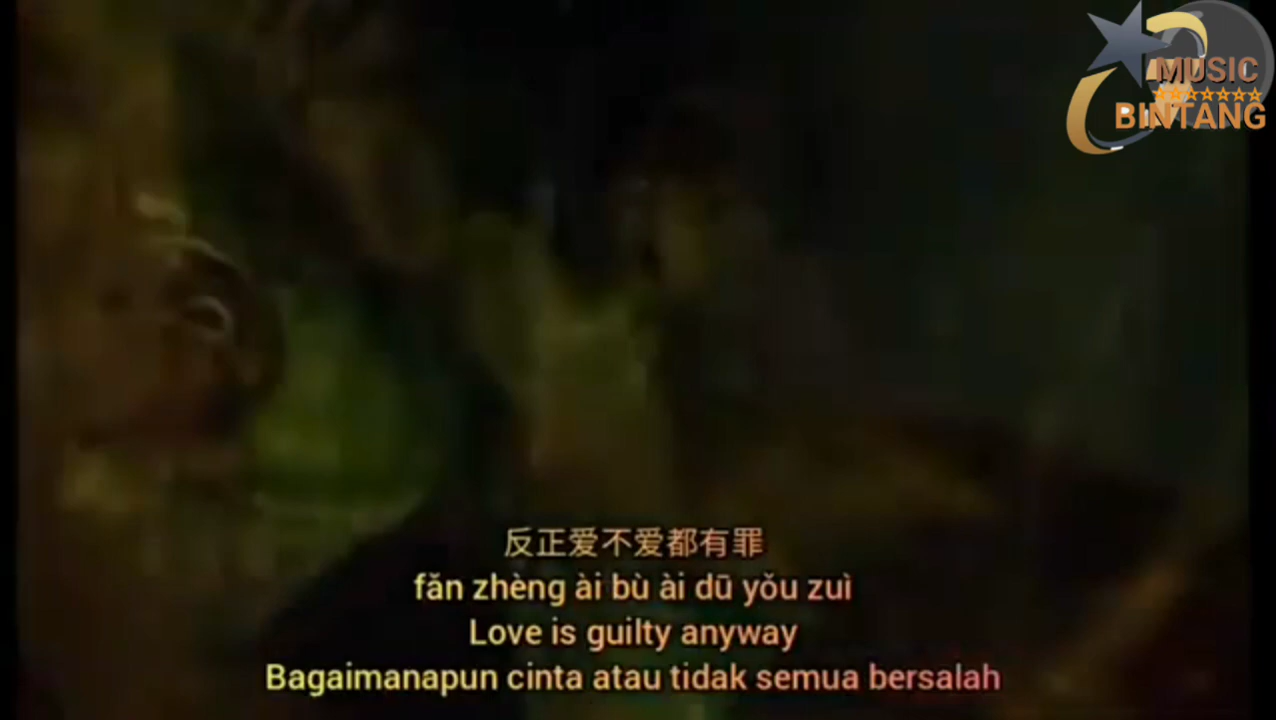 MUSIC
BINTANG
反正爱不爱都有罪
făn zhèng ài bù ài dū yǒu zuì
Love is guilty anyway
Bagaimanapun cinta atau tidak semua bersalah